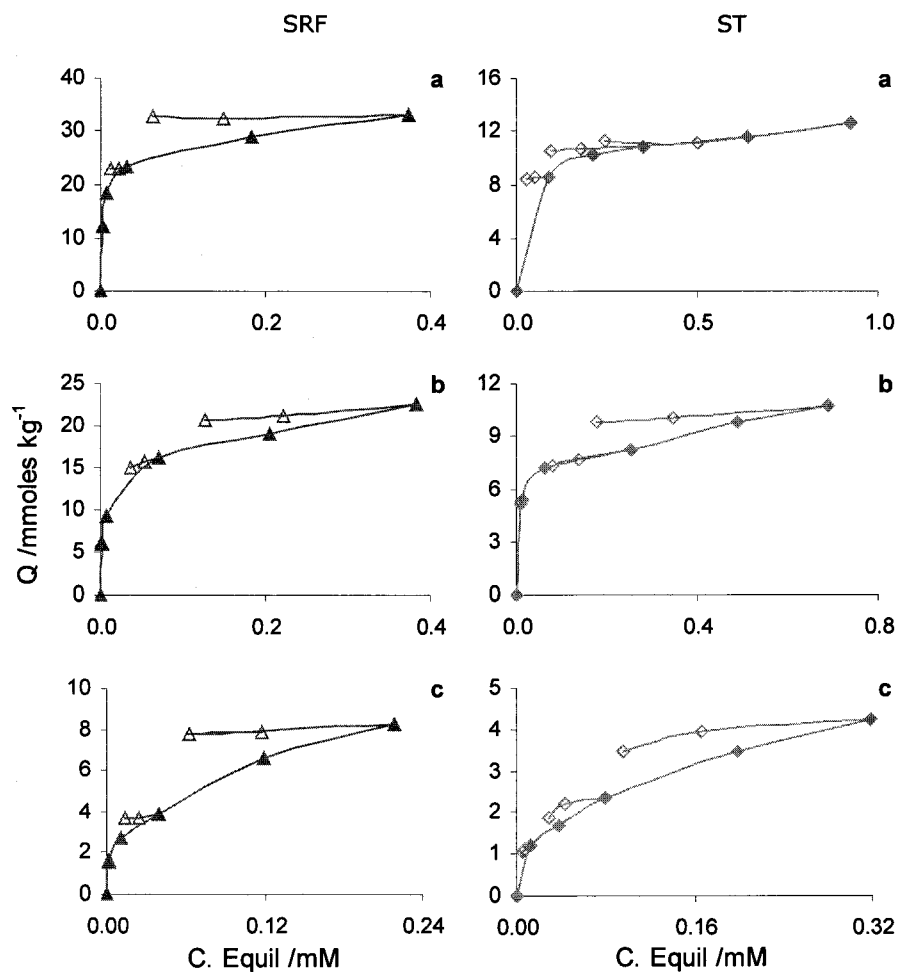 SRF ST
a a
40 16
30 12
20 8
10 4
0 0
0.0 0.2 0.4 0.0 0.5 1.0
b b
25 12
20 9
15 6
10 3
5
0 0
0.0 0.2 0.4 0.0 0.4 0.8
Q /mmoles kg⁻¹
c c
10 5
8 4
6 3
4 2
2 1
0 0
0.00 0.12 0.24 0.00 0.16 0.32
C. Equil /mM C. Equil /mM